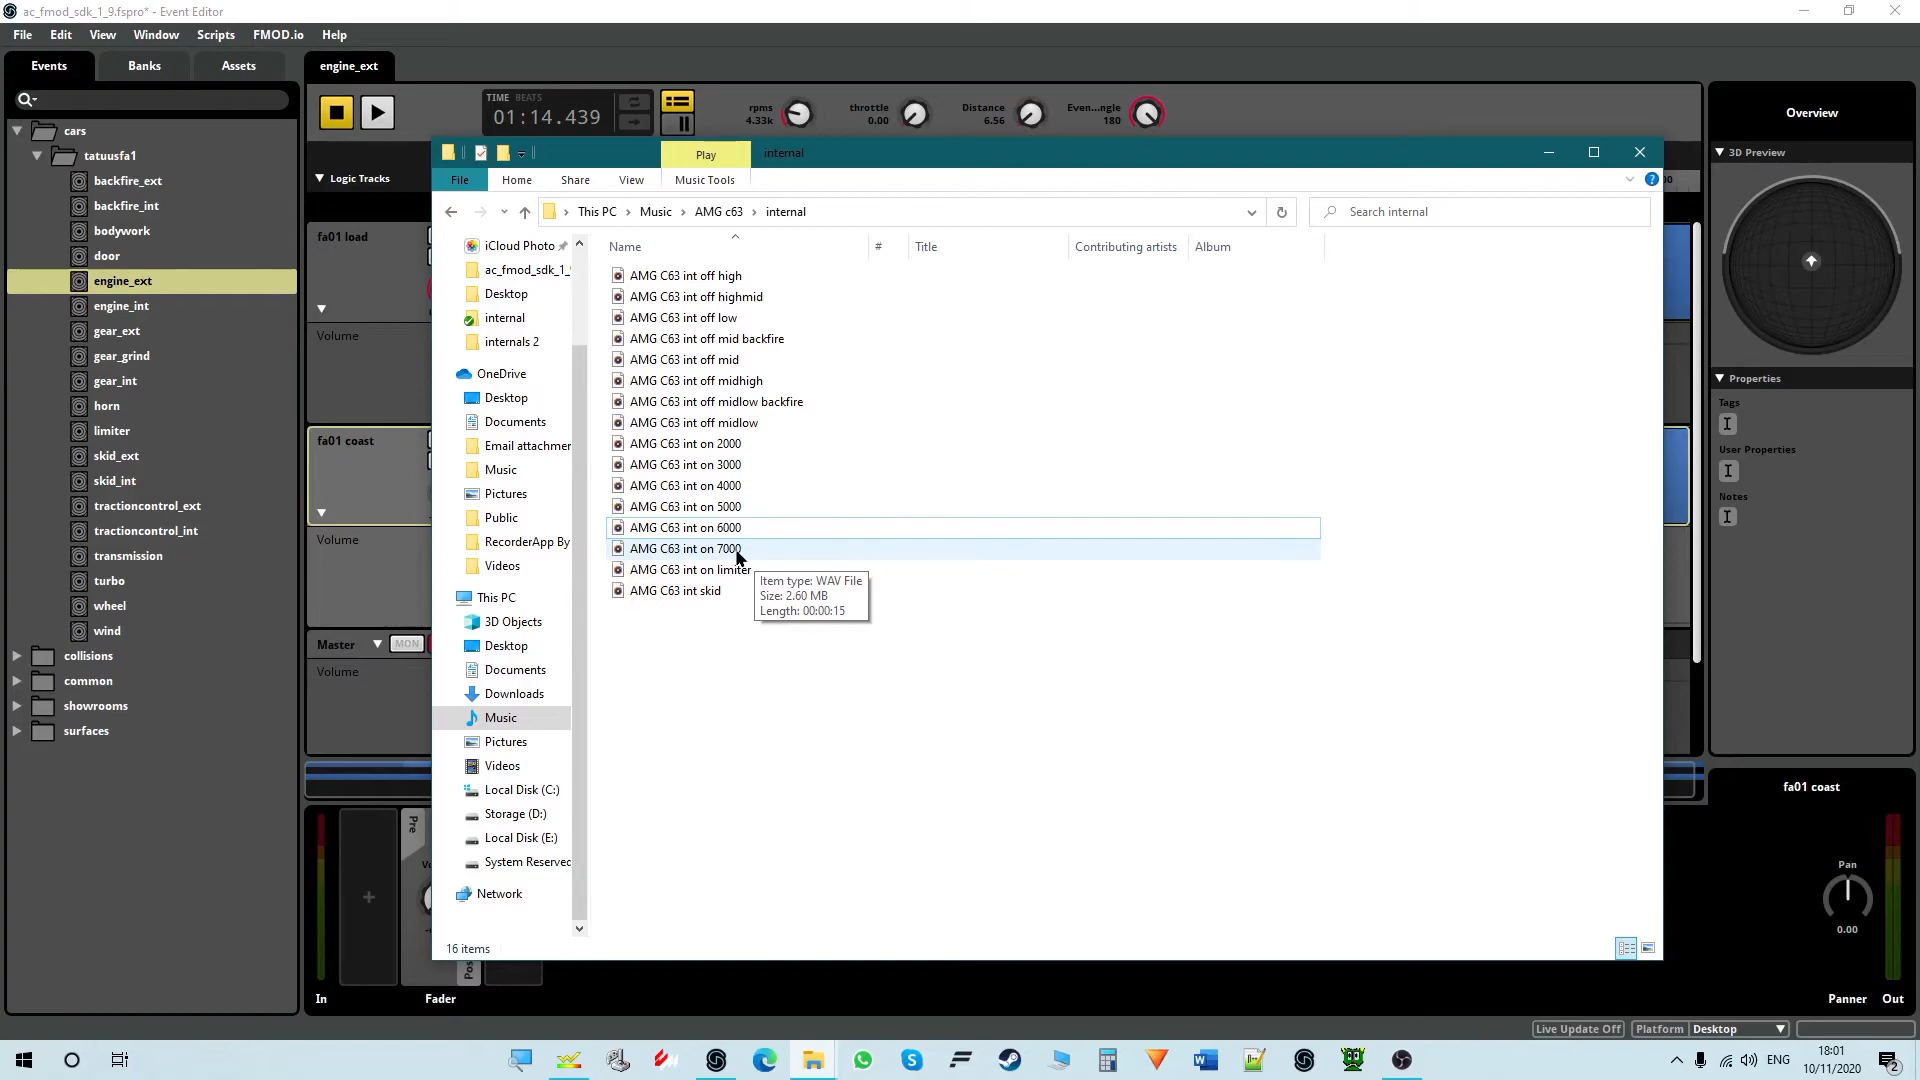 ac_fmod_sdk_1_9.fspro* - Event Editor
File Edit View Window Scripts FMOD.io Help
Events Banks Assets
engine_ext
TIME BEATS
01:14.439
rpms
4.33k
throttle
0.00
Distance
6.56
Even...ngle
180
Overview
3D Preview
Properties
Tags
User Properties
Notes
cars
tatuusfa1
backfire_ext
backfire_int
bodywork
door
engine_ext
engine_int
gear_ext
gear_grind
gear_int
horn
limiter
skid_ext
skid_int
tractioncontrol_ext
tractioncontrol_int
transmission
turbo
wheel
wind
collisions
common
showrooms
surfaces
Logic Tracks
fa01 load
Volume
fa01 coast
Volume
Master MON
Volume
Play internal
File Home Share View Music Tools
This PC Music AMG c63 internal
Search internal
iCloud Photo
ac_fmod_sdk_1_9
Desktop
internal
internals 2
OneDrive
Desktop
Documents
Email attachmen
Music
Pictures
Public
RecorderApp By
Videos
This PC
3D Objects
Desktop
Documents
Downloads
Music
Pictures
Videos
Local Disk (C:)
Storage (D:)
Local Disk (E:)
System Reserved
Network
Name # Title Contributing artists Album
AMG C63 int off high
AMG C63 int off highmid
AMG C63 int off low
AMG C63 int off mid backfire
AMG C63 int off mid
AMG C63 int off midhigh
AMG C63 int off midlow backfire
AMG C63 int off midlow
AMG C63 int on 2000
AMG C63 int on 3000
AMG C63 int on 4000
AMG C63 int on 5000
AMG C63 int on 6000
AMG C63 int on 7000
AMG C63 int on limiter
AMG C63 int skid
Item type: WAV File
Size: 2.60 MB
Length: 00:00:15
16 items
Pre
In
Fader
fa01 coast
Pan
0.00
Panner Out
Live Update Off Platform Desktop
ENG
18:01
10/11/2020
2